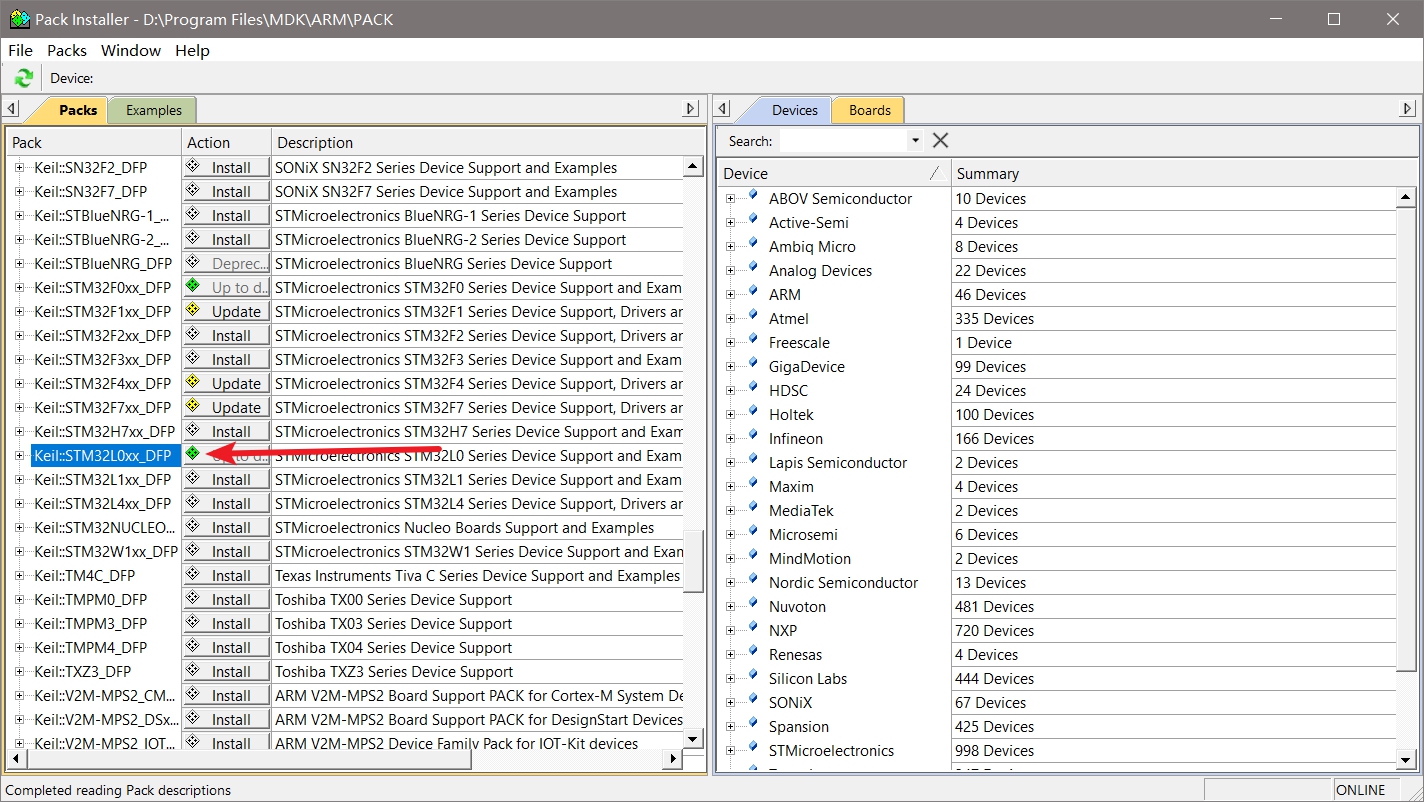 Pack Installer - D:\Program Files\MDK\ARM\PACK
File Packs Window Help
Device:
Packs Examples
Pack Action Description
Keil::SN32F2_DFP Install SONiX SN32F2 Series Device Support and Examples
Keil::SN32F7_DFP Install SONiX SN32F7 Series Device Support and Examples
Keil::STBlueNRG-1_... Install STMicroelectronics BlueNRG-1 Series Device Support
Keil::STBlueNRG-2_... Install STMicroelectronics BlueNRG-2 Series Device Support
Keil::STBlueNRG_DFP Deprec... STMicroelectronics BlueNRG Series Device Support
Keil::STM32F0xx_DFP Up to d... STMicroelectronics STM32F0 Series Device Support and Exam
Keil::STM32F1xx_DFP Update STMicroelectronics STM32F1 Series Device Support, Drivers ar
Keil::STM32F2xx_DFP Install STMicroelectronics STM32F2 Series Device Support and Exam
Keil::STM32F3xx_DFP Install STMicroelectronics STM32F3 Series Device Support and Exam
Keil::STM32F4xx_DFP Update STMicroelectronics STM32F4 Series Device Support, Drivers ar
Keil::STM32F7xx_DFP Update STMicroelectronics STM32F7 Series Device Support, Drivers ar
Keil::STM32H7xx_DFP Install STMicroelectronics STM32H7 Series Device Support and Exam
Keil::STM32L0xx_DFP STMicroelectronics STM32L0 Series Device Support and Exam
Keil::STM32L1xx_DFP Install STMicroelectronics STM32L1 Series Device Support and Exam
Keil::STM32L4xx_DFP Install STMicroelectronics STM32L4 Series Device Support, Drivers ar
Keil::STM32NUCLEO... Install STMicroelectronics Nucleo Boards Support and Examples
Keil::STM32W1xx_DFP Install STMicroelectronics STM32W1 Series Device Support and Exan
Keil::TM4C_DFP Install Texas Instruments Tiva C Series Device Support and Examples
Keil::TMPM0_DFP Install Toshiba TX00 Series Device Support
Keil::TMPM3_DFP Install Toshiba TX03 Series Device Support
Keil::TMPM4_DFP Install Toshiba TX04 Series Device Support
Keil::TXZ3_DFP Install Toshiba TXZ3 Series Device Support
Keil::V2M-MPS2_CM... Install ARM V2M-MPS2 Board Support PACK for Cortex-M System De
Keil::V2M-MPS2_DSx... Install ARM V2M-MPS2 Board Support PACK for DesignStart Devices
Keil::V2M-MPS2_IOT... Install ARM V2M-MPS2 Device Family Pack for IOT-Kit devices
Devices Boards
Search:
Device Summary
ABOV Semiconductor 10 Devices
Active-Semi 4 Devices
Ambiq Micro 8 Devices
Analog Devices 22 Devices
ARM 46 Devices
Atmel 335 Devices
Freescale 1 Device
GigaDevice 99 Devices
HDSC 24 Devices
Holtek 100 Devices
Infineon 166 Devices
Lapis Semiconductor 2 Devices
Maxim 4 Devices
MediaTek 2 Devices
Microsemi 6 Devices
MindMotion 2 Devices
Nordic Semiconductor 13 Devices
Nuvoton 481 Devices
NXP 720 Devices
Renesas 4 Devices
Silicon Labs 444 Devices
SONiX 67 Devices
Spansion 425 Devices
STMicroelectronics 998 Devices
Completed reading Pack descriptions
ONLINE